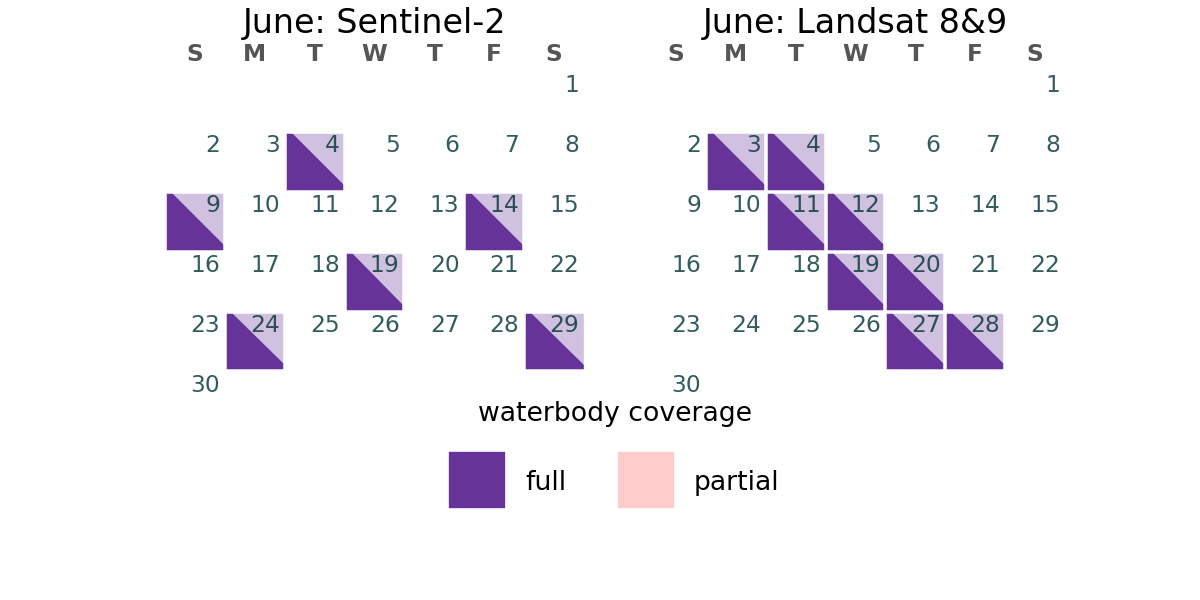 June: Sentinel-2
S M T W T F S
1
2 3 4 5 6 7 8
9 10 11 12 13 14 15
16 17 18 19 20 21 22
23 24 25 26 27 28 29
30
June: Landsat 8&9
S M T W T F S
1
2 3 4 5 6 7 8
9 10 11 12 13 14 15
16 17 18 19 20 21 22
23 24 25 26 27 28 29
30
waterbody coverage
full
partial